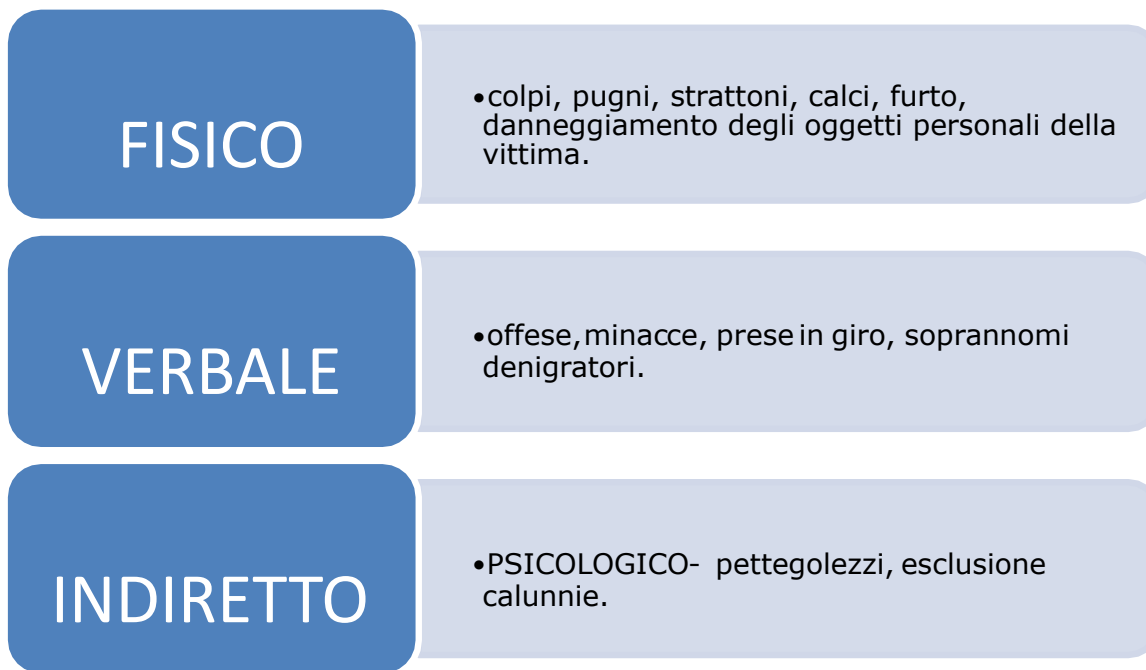 FISICO
•colpi, pugni, strattoni, calci, furto,
danneggiamento degli oggetti personali della
vittima.
VERBALE
•offese,minacce, prese in giro, soprannomi
denigratori.
INDIRETTO
•PSICOLOGICO- pettegolezzi, esclusione
calunnie.